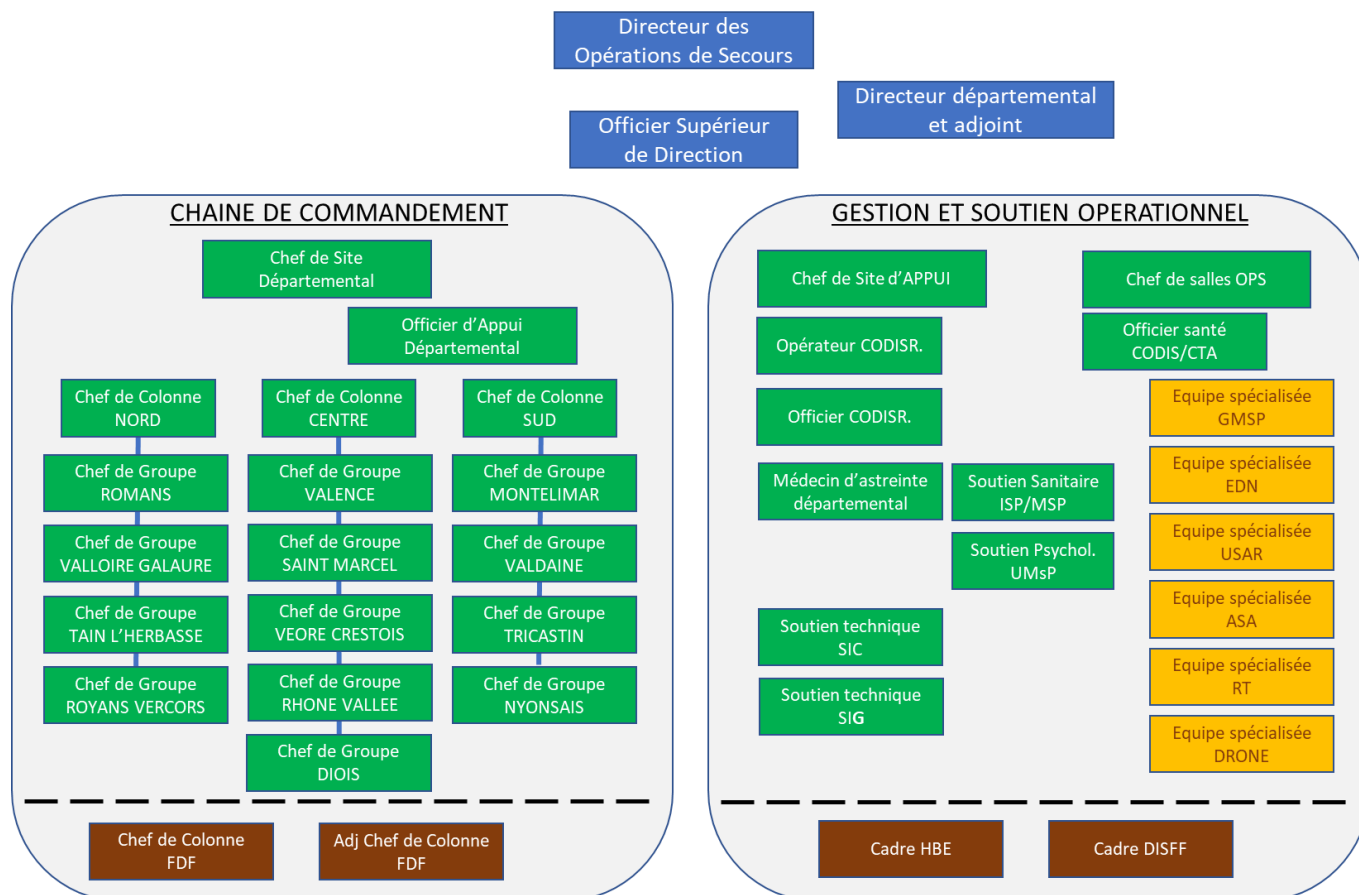 Directeur des
Opérations de Secours
Directeur départemental
et adjoint
Officier Supérieur
de Direction
CHAINE DE COMMANDEMENT
Chef de Site
Départemental
Officier d'Appui
Départemental
Chef de Colonne
NORD
Chef de Colonne
CENTRE
Chef de Colonne
SUD
Chef de Groupe
ROMANS
Chef de Groupe
VALENCE
Chef de Groupe
MONTELIMAR
Chef de Groupe
VALLOIRE GALAURE
Chef de Groupe
SAINT MARCEL
Chef de Groupe
VALDAINE
Chef de Groupe
TAIN L'HERBASSE
Chef de Groupe
VEORE CRESTOIS
Chef de Groupe
TRICASTIN
Chef de Groupe
ROYANS VERCORS
Chef de Groupe
RHONE VALLEE
Chef de Groupe
NYONSAIS
Chef de Groupe
DIOIS
Chef de Colonne
FDF
Adj Chef de Colonne
FDF
GESTION ET SOUTIEN OPERATIONNEL
Chef de Site d'APPUI
Chef de salles OPS
Opérateur CODISR.
Officier santé
CODIS/CTA
Officier CODISR.
Equipe spécialisée
GMSP
Médecin d'astreinte
départemental
Soutien Sanitaire
ISP/MSP
Equipe spécialisée
EDN
Soutien Psychol.
UMsP
Equipe spécialisée
USAR
Soutien technique
SIC
Equipe spécialisée
ASA
Soutien technique
SIG
Equipe spécialisée
RT
Equipe spécialisée
DRONE
Cadre HBE
Cadre DISFF